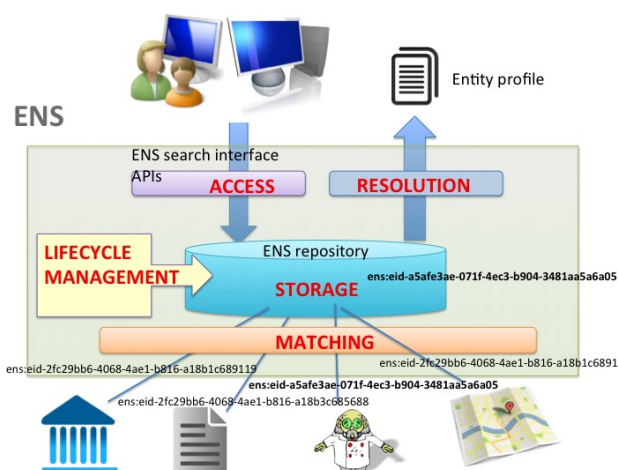 Entity profile
ENS
ENS search interface
APIs
ACCESS
RESOLUTION
LIFECYCLE
MANAGEMENT
ENS repository
ens:eid-a5afe3ae-071f-4ec3-b904-3481aa5a6a05
STORAGE
MATCHING
ens:eid-2fc29bb6-4068-4ae1-b816-a18b1c689119
ens:eid-2fc29bb6-4068-4ae1-b816-a18b1c6891
ens:eid-a5afe3ae-071f-4ec3-b904-3481aa5a6a05
ens:eid-2fc29bb6-4068-4ae1-b816-a18b3c685688